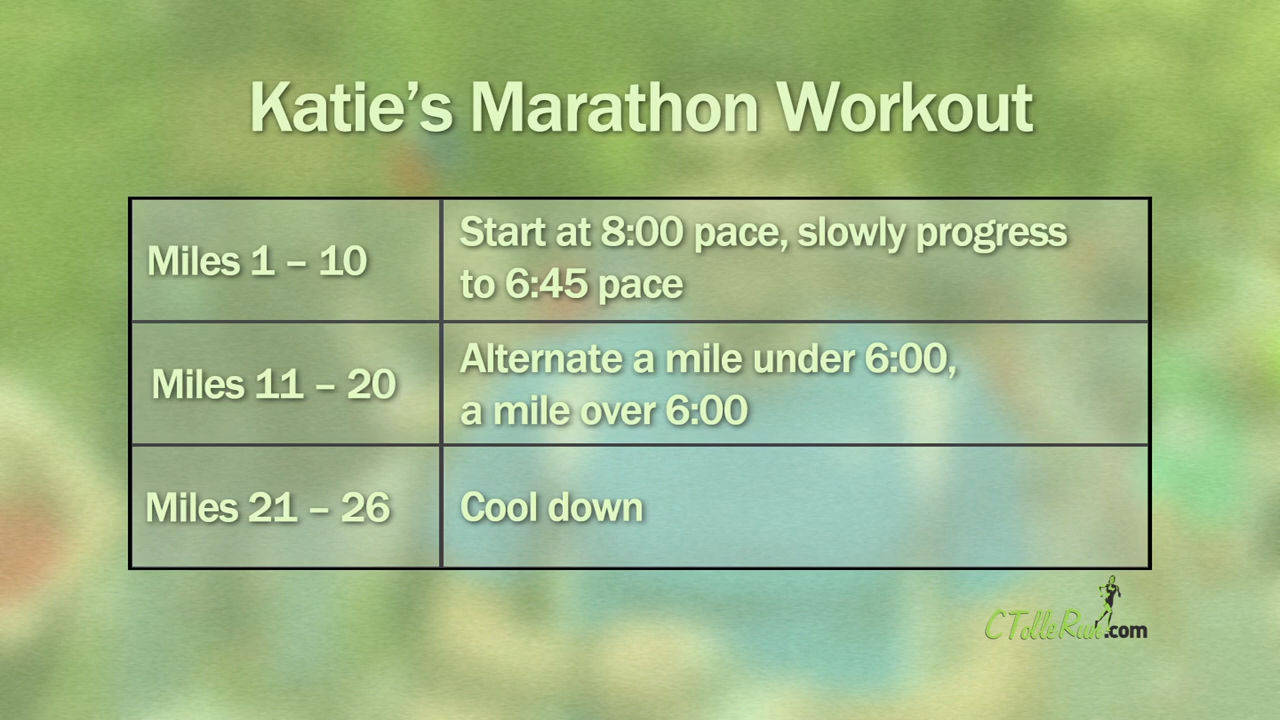 Katie's Marathon Workout
Miles 1 – 10
Start at 8:00 pace, slowly progress
to 6:45 pace
Miles 11 – 20
Alternate a mile under 6:00,
a mile over 6:00
Miles 21 – 26
Cool down
CTolleRun.com